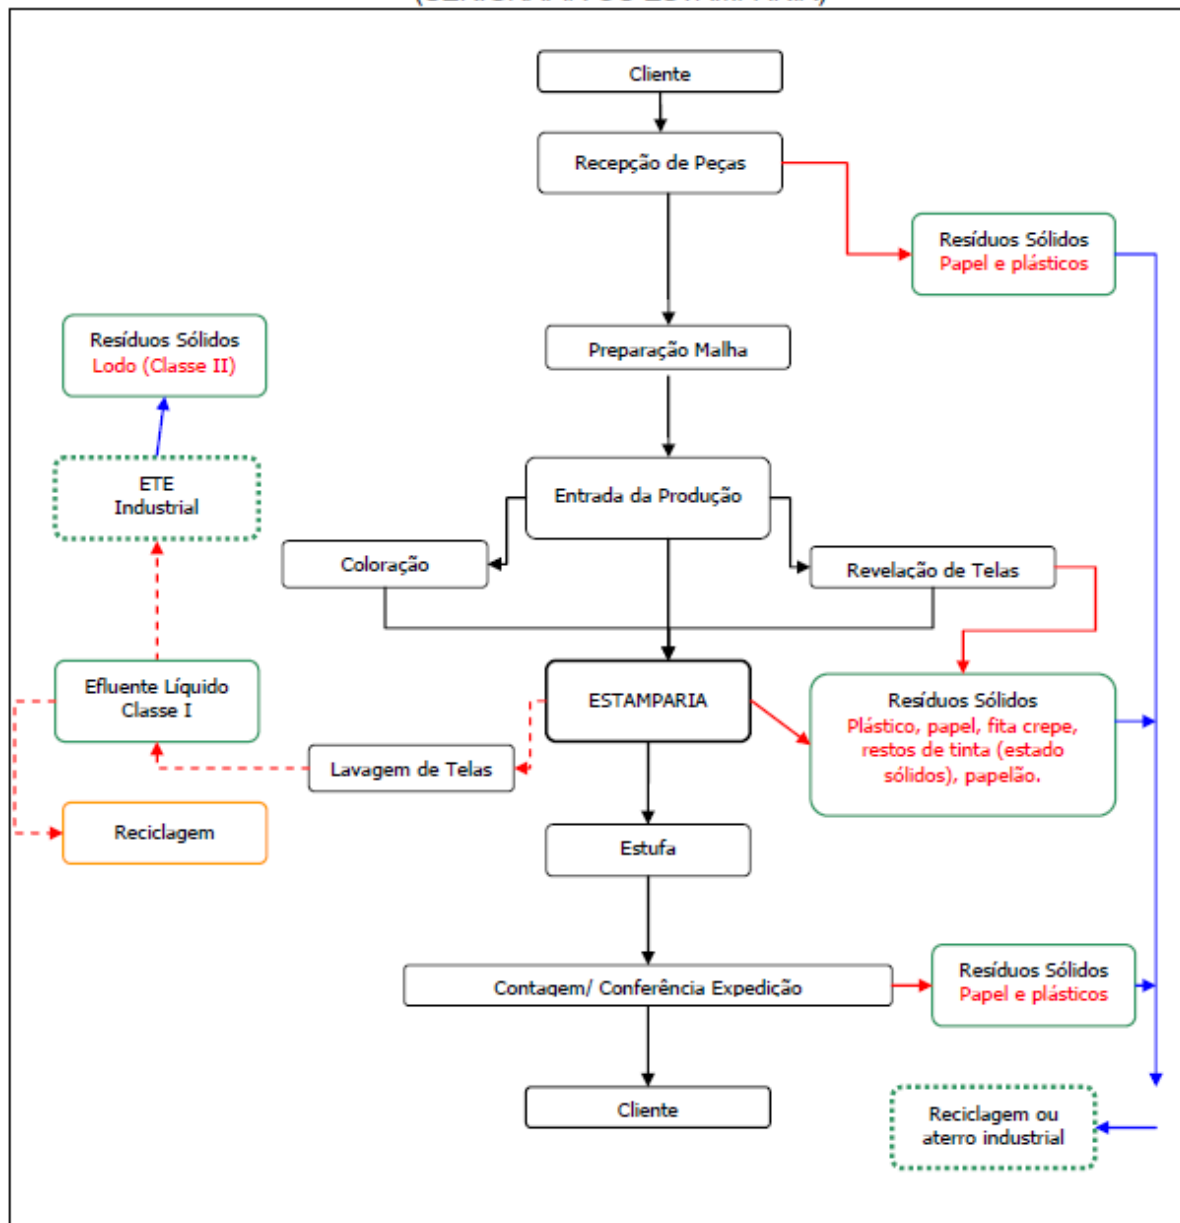 Cliente
Recepção de Peças
Resíduos Sólidos
Papel e plásticos
Resíduos Sólidos
Lodo (Classe II)
Preparação Malha
ETE
Industrial
Entrada da Produção
Coloração
Revelação de Telas
Efluente Líquido
Classe I
ESTAMPARIA
Resíduos Sólidos
Plástico, papel, fita crepe,
restos de tinta (estado
sólidos), papelão.
Lavagem de Telas
Reciclagem
Estufa
Contagem/ Conferência Expedição
Resíduos Sólidos
Papel e plásticos
Cliente
Reciclagem ou
aterro industrial